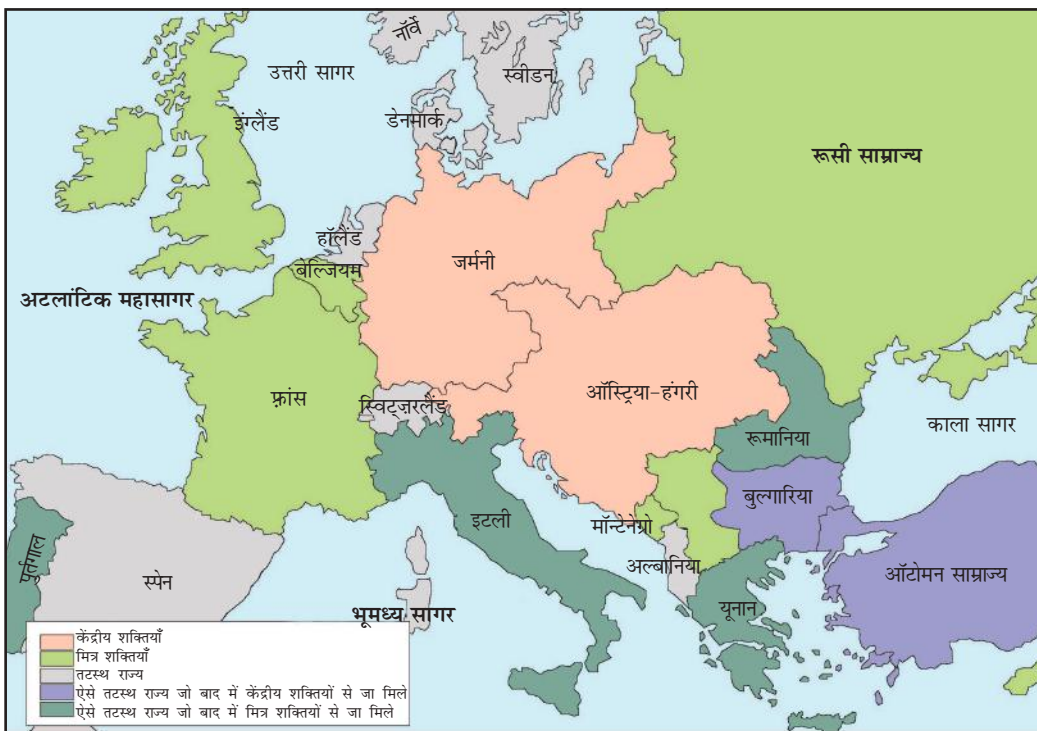 नॉर्वे
उत्तरी सागर
स्वीडन
इंग्लैंड
डेनमार्क
रूसी साम्राज्य
हॉलैंड
जर्मनी
बेल्जियम
अटलांटिक महासागर
फ़्रांस
स्विट्ज़रलैंड
ऑस्ट्रिया-हंगरी
काला सागर
रूमानिया
बुल्गारिया
इटली
मॉन्टेनेग्रो
अल्बानिया
ऑटोमन साम्राज्य
पुर्तगाल
स्पेन
भूमध्य सागर
यूनान
केंद्रीय शक्तियाँ
मित्र शक्तियाँ
तटस्थ राज्य
ऐसे तटस्थ राज्य जो बाद में केंद्रीय शक्तियों से जा मिले
ऐसे तटस्थ राज्य जो बाद में मित्र शक्तियों से जा मिले